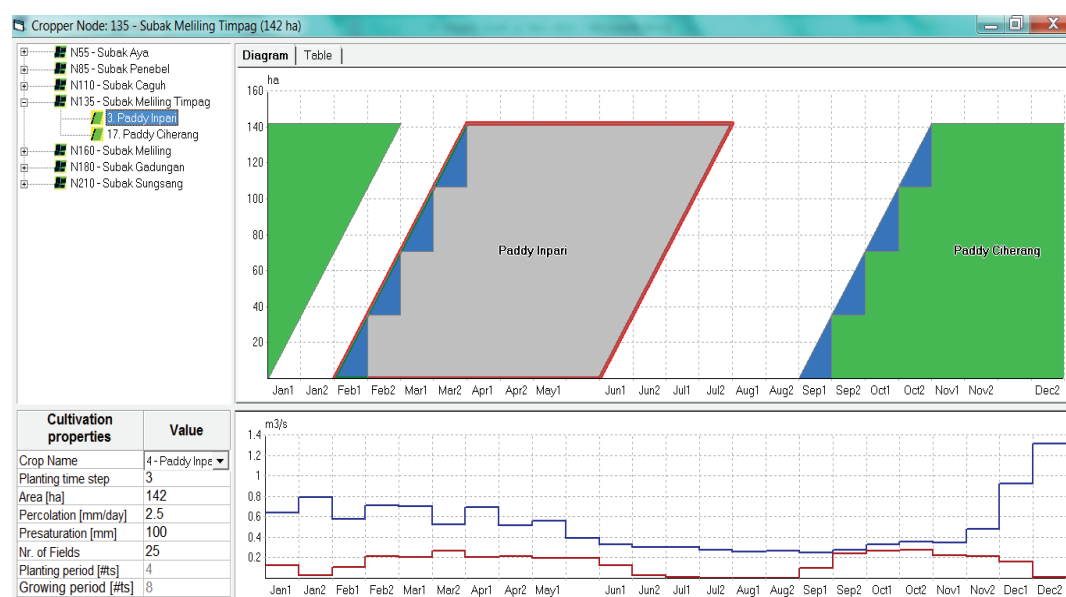 Cropper Node: 135 - Subak Meliling Timpag (142 ha)
N55 - Subak Aya
N85 - Subak Penebel
N110 - Subak Caguh
N135 - Subak Meliling Timpag
3. Paddy Inpari
17. Paddy Ciherang
N160 - Subak Meliling
N180 - Subak Gadungan
N210 - Subak Sungsang
Diagram Table
ha
160
140
120
100
80
60
40
20
Paddy Inpari
Paddy Ciherang
Jan1 Jan2 Feb1 Feb2 Mar1 Mar2 Apr1 Apr2 May1 Jun1 Jun2 Jul1 Jul2 Aug1 Aug2 Sep1 Sep2 Oct1 Oct2 Nov1 Nov2 Dec2
Cultivation properties Value
Crop Name 4 - Paddy Inpe
Planting time step 3
Area [ha] 142
Percolation [mm/day] 2.5
Presaturation [mm] 100
Nr. of Fields 25
Planting period [#ts] 4
Growing period [#ts] 8
m3/s
1.4
1.2
1
0.8
0.6
0.4
0.2
Jan1 Jan2 Feb1 Feb2 Mar1 Mar2 Apr1 Apr2 May1 Jun1 Jun2 Jul1 Jul2 Aug1 Aug2 Sep1 Sep2 Oct1 Oct2 Nov1 Nov2 Dec1 Dec2